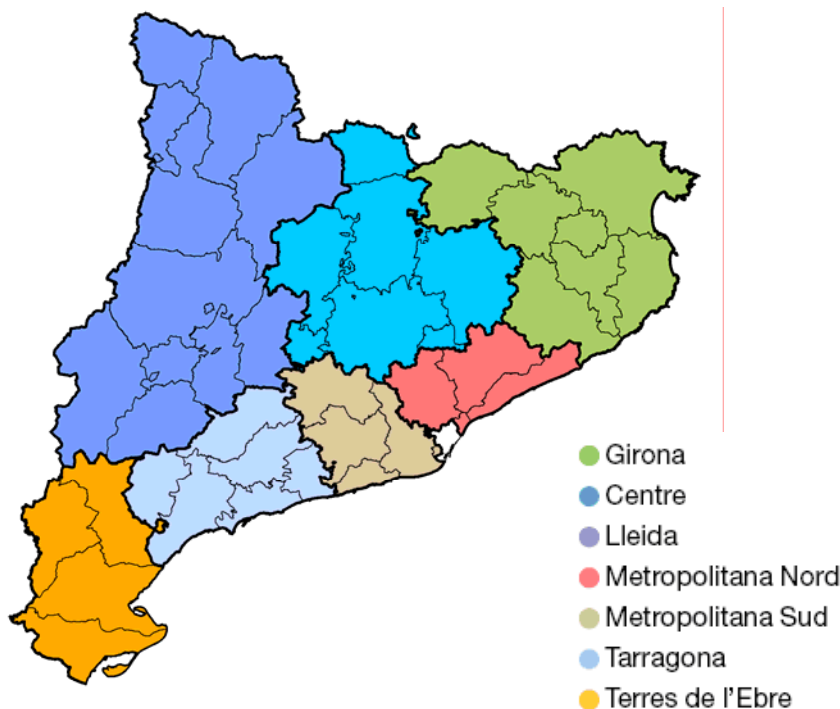 Girona
Centre
Lleida
Metropolitana Nord
Metropolitana Sud
Tarragona
Terres de l'Ebre